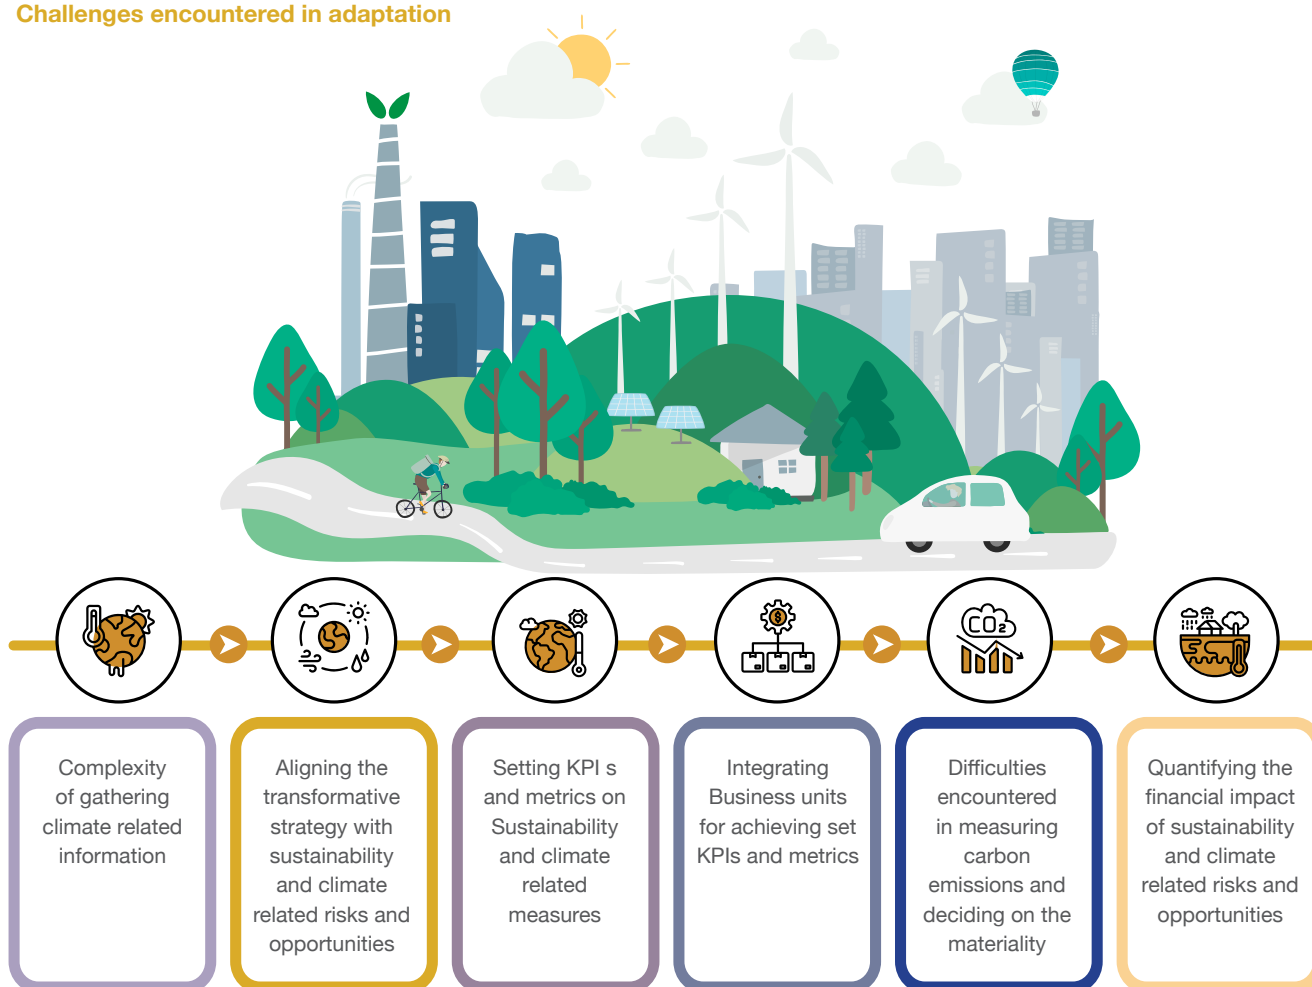 Challenges encountered in adaptation
CO₂
$
Complexity
of gathering
climate related
information
Aligning the
transformative
strategy with
sustainability
and climate
related risks and
opportunities
Setting KPI s
and metrics on
Sustainability
and climate
related
measures
Integrating
Business units
for achieving set
KPIs and metrics
Difficulties
encountered
in measuring
carbon
emissions and
deciding on the
materiality
Quantifying the
financial impact
of sustainability
and climate
related risks and
opportunities